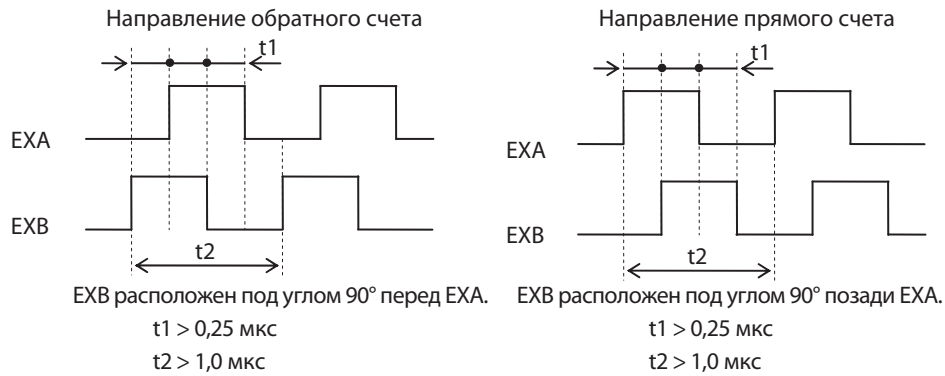 Направление обратного счета
t1
EXA
EXB
t2
EXB расположен под углом 90° перед EXA.
t1 > 0,25 мкс
t2 > 1,0 мкс
Направление прямого счета
t1
EXA
EXB
t2
EXB расположен под углом 90° позади EXA.
t1 > 0,25 мкс
t2 > 1,0 мкс